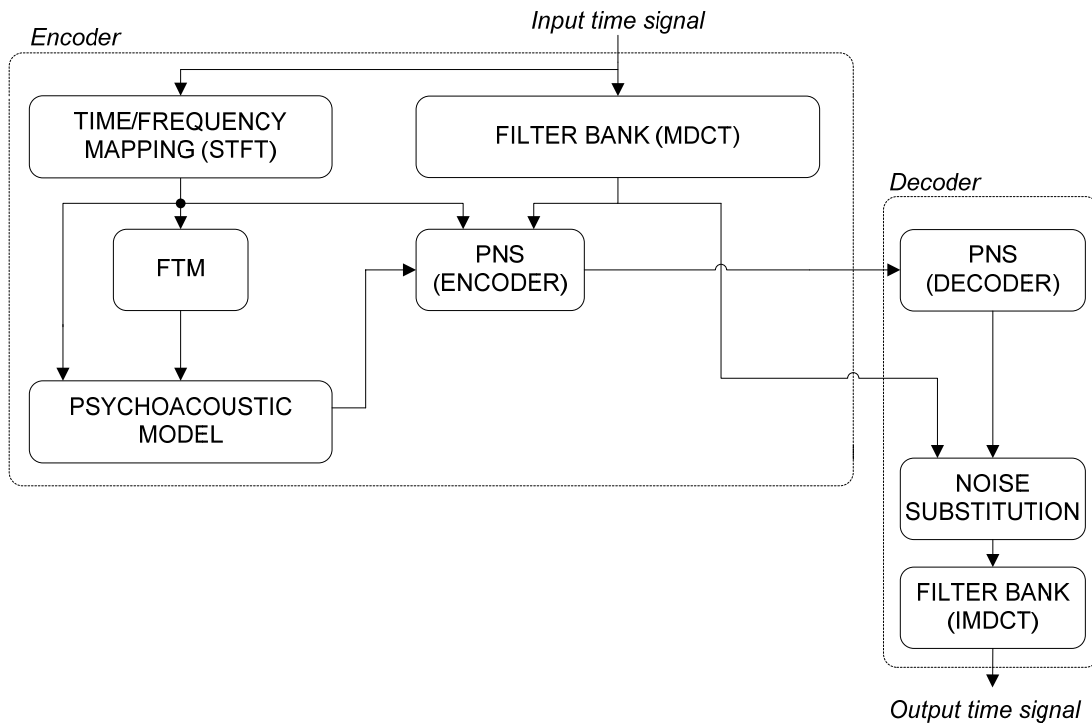 Input time signal
Encoder
TIME/FREQUENCY
MAPPING (STFT)
FILTER BANK (MDCT)
Decoder
FTM
PNS
(ENCODER)
PNS
(DECODER)
PSYCHOACOUSTIC
MODEL
NOISE
SUBSTITUTION
FILTER BANK
(IMDCT)
Output time signal